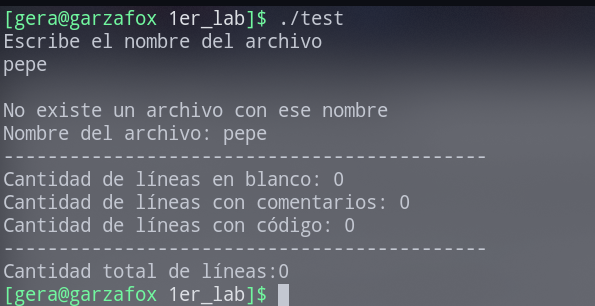 [gera@garzafox 1er_lab]$ ./test
Escribe el nombre del archivo
pepe
No existe un archivo con ese nombre
Nombre del archivo: pepe
--------------------------------------------
Cantidad de líneas en blanco: 0
Cantidad de líneas con comentarios: 0
Cantidad de líneas con código: 0
--------------------------------------------
Cantidad total de líneas:0
[gera@garzafox 1er_lab]$